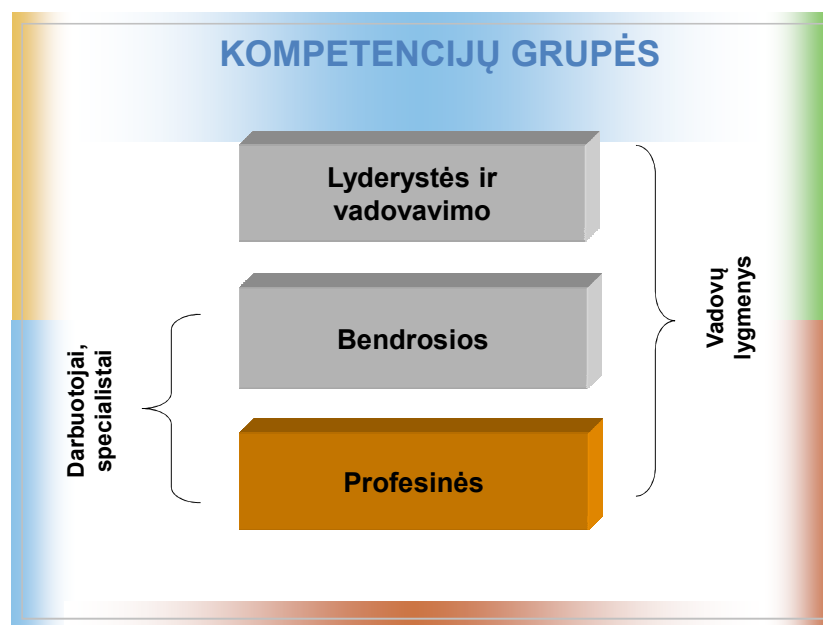 KOMPETENCIJŲ GRUPĖS
Lyderystės ir
vadovavimo
Bendrosios
Profesinės
Darbuotojai,
specialistai
Vadovų
lygmenys